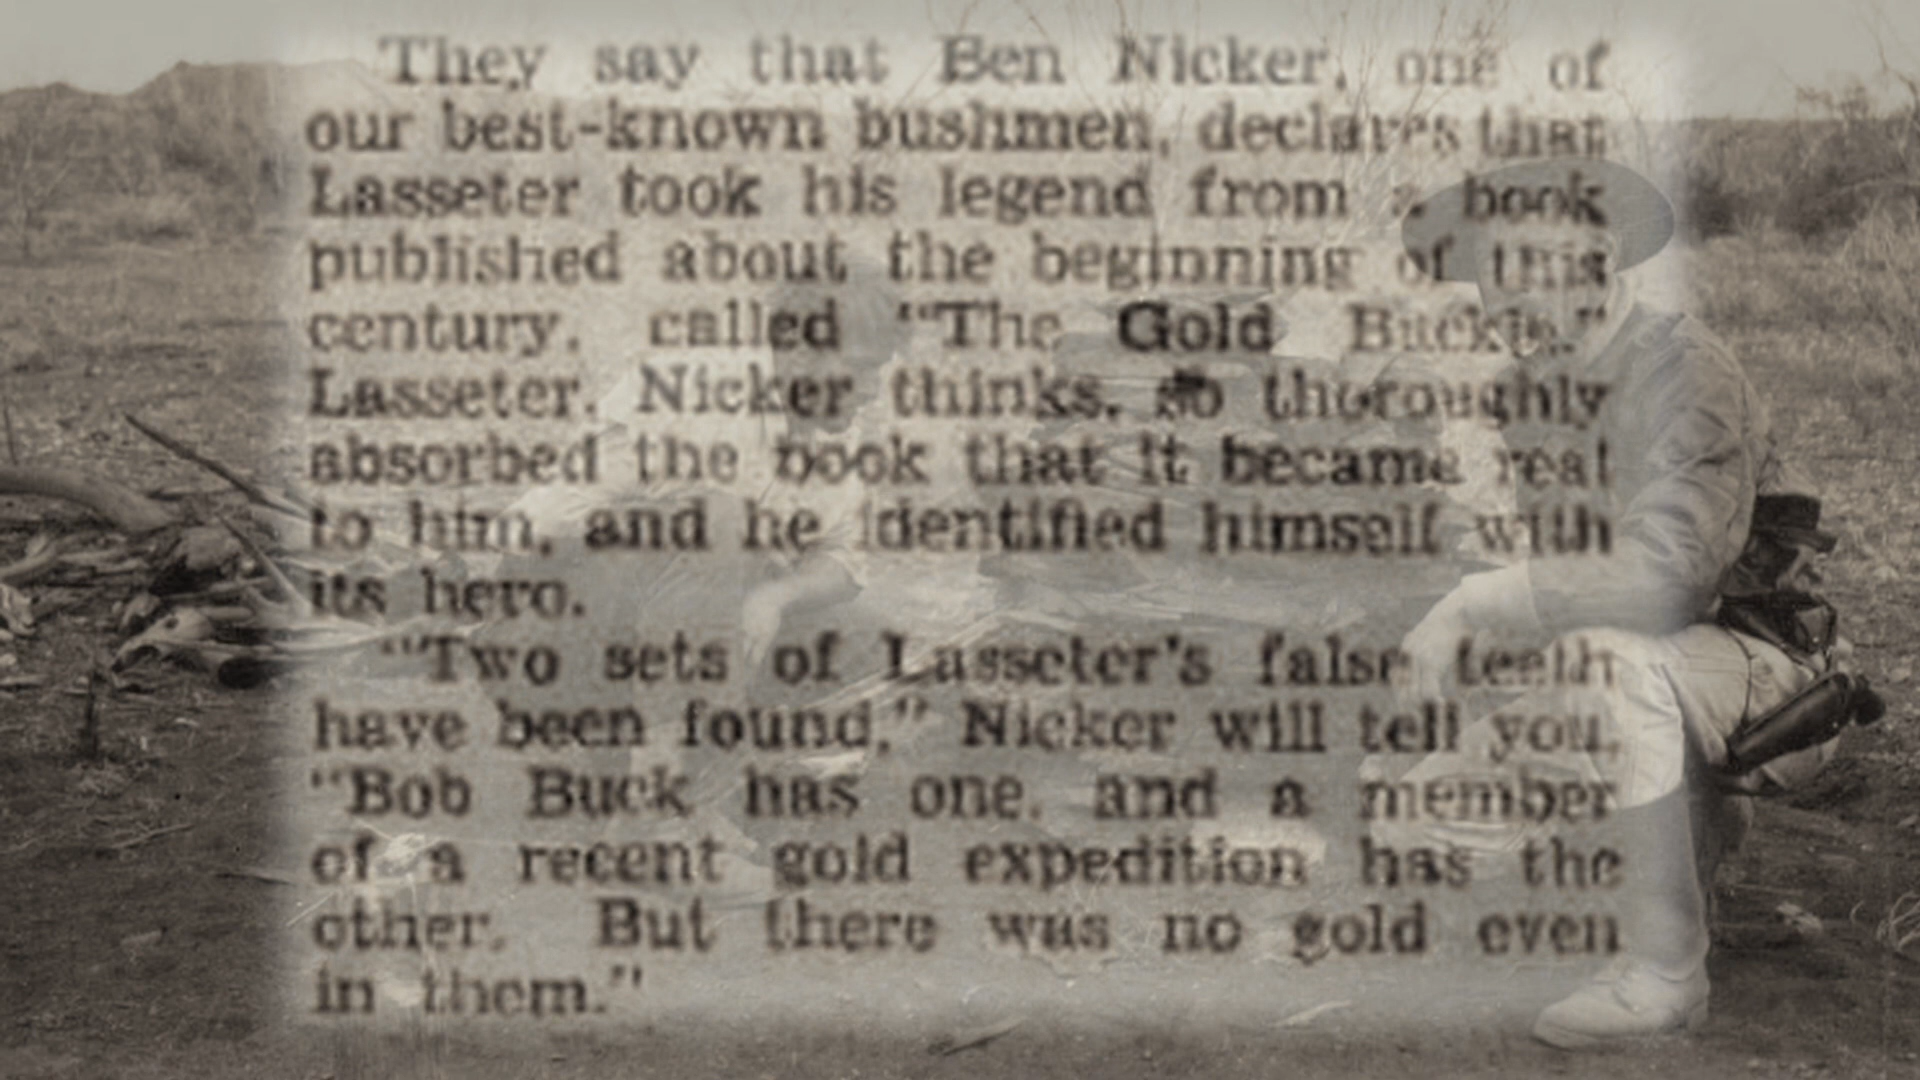 They say that Ben Nicker, one of
our best-known bushmen, declares that
Lasseter took his legend from a book
published about the beginning of this
century, called "The Gold Buckle."
Lasseter, Nicker thinks, so thoroughly
absorbed the book that it became real
to him, and he identified himself with
its hero.
"Two sets of Lasseter's false teeth
have been found," Nicker will tell you,
"Bob Buck has one, and a member
of a recent gold expedition has the
other. But there was no gold even
in them."